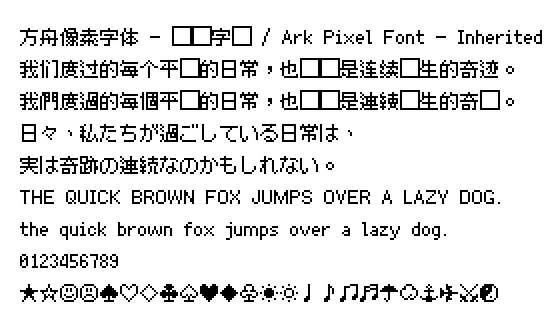 方舟像素字体 - □□字□ / Ark Pixel Font - Inherited
我们度过的每个平□的日常，也□□是连续□生的奇迹。
我們度過的每個平□的日常，也□□是連續□生的奇□。
日々、私たちが過ごしている日常は、
実は奇跡の連続なのかもしれない。
THE QUICK BROWN FOX JUMPS OVER A LAZY DOG.
the quick brown fox jumps over a lazy dog.
0123456789
★☆☺☹♠♡♢♣♤♥♦♧☀☼♩♪♫♬☂☁⚓✈⚔☯